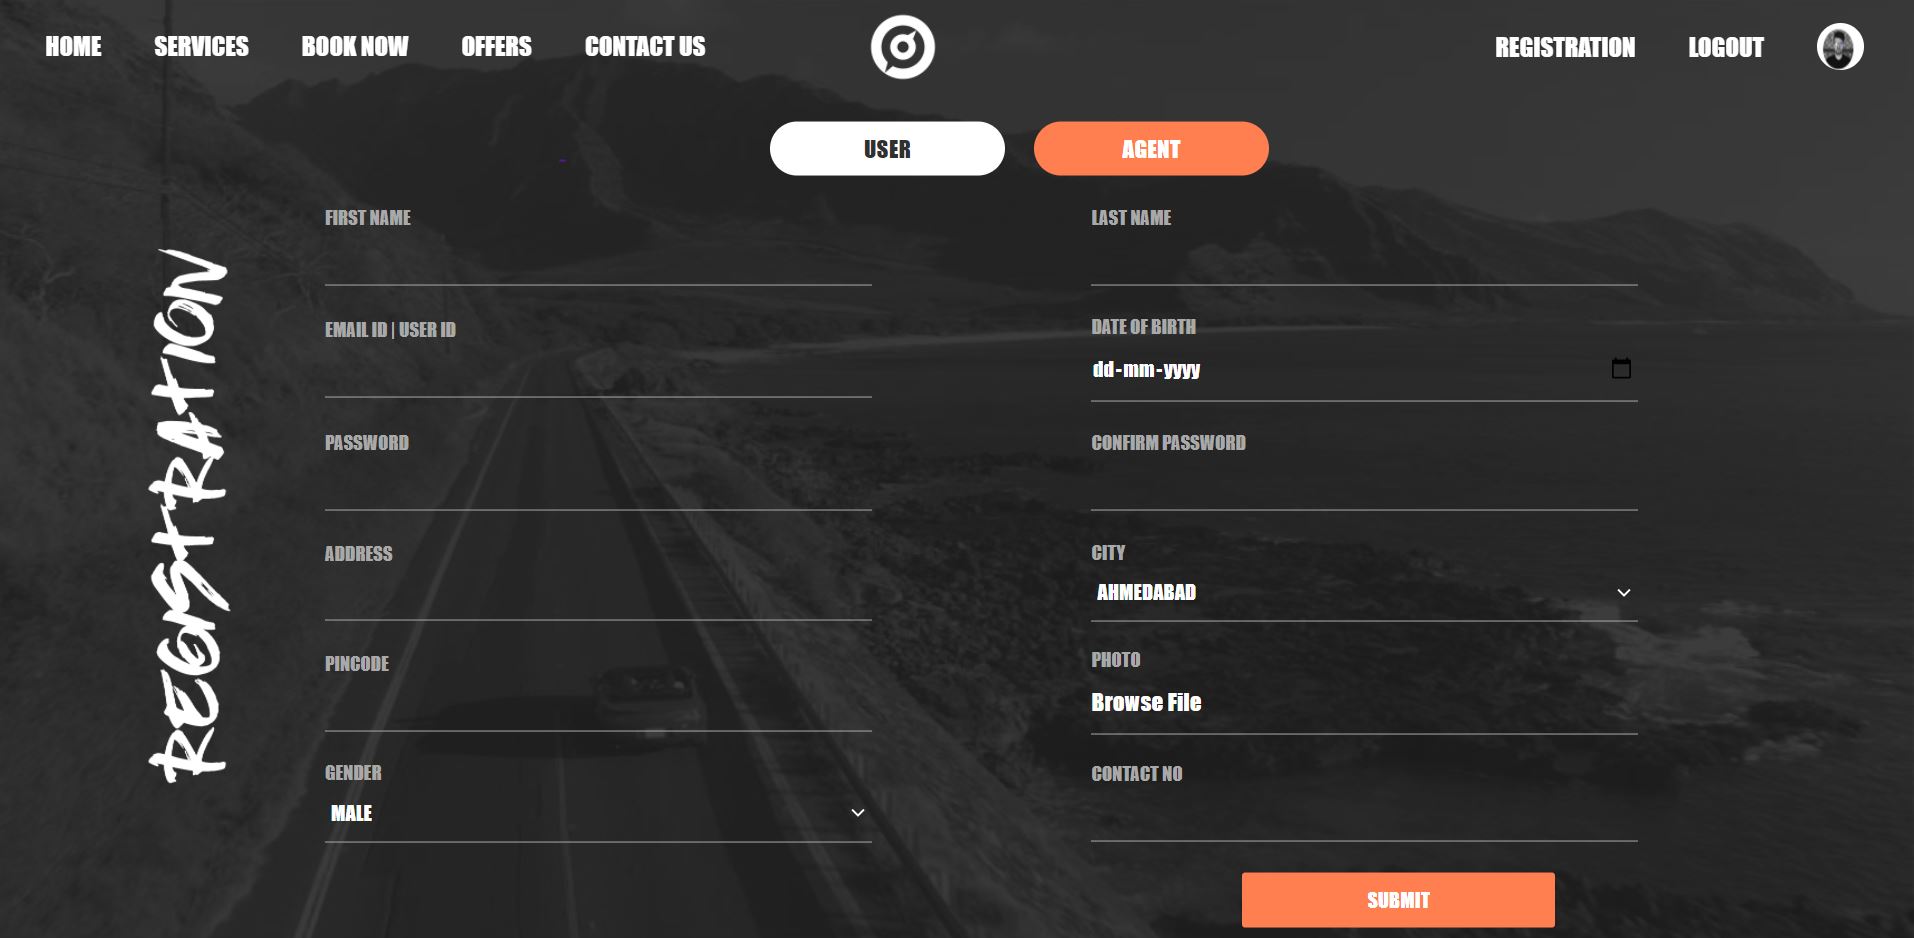 HOME SERVICES BOOK NOW OFFERS CONTACT US REGISTRATION LOGOUT
USER AGENT
REGISTRATION
FIRST NAME LAST NAME
EMAIL ID | USER ID DATE OF BIRTH
dd-mm-yyyy
PASSWORD CONFIRM PASSWORD
ADDRESS CITY
AHMEDABAD
PINCODE PHOTO
Browse File
GENDER CONTACT NO
MALE
SUBMIT